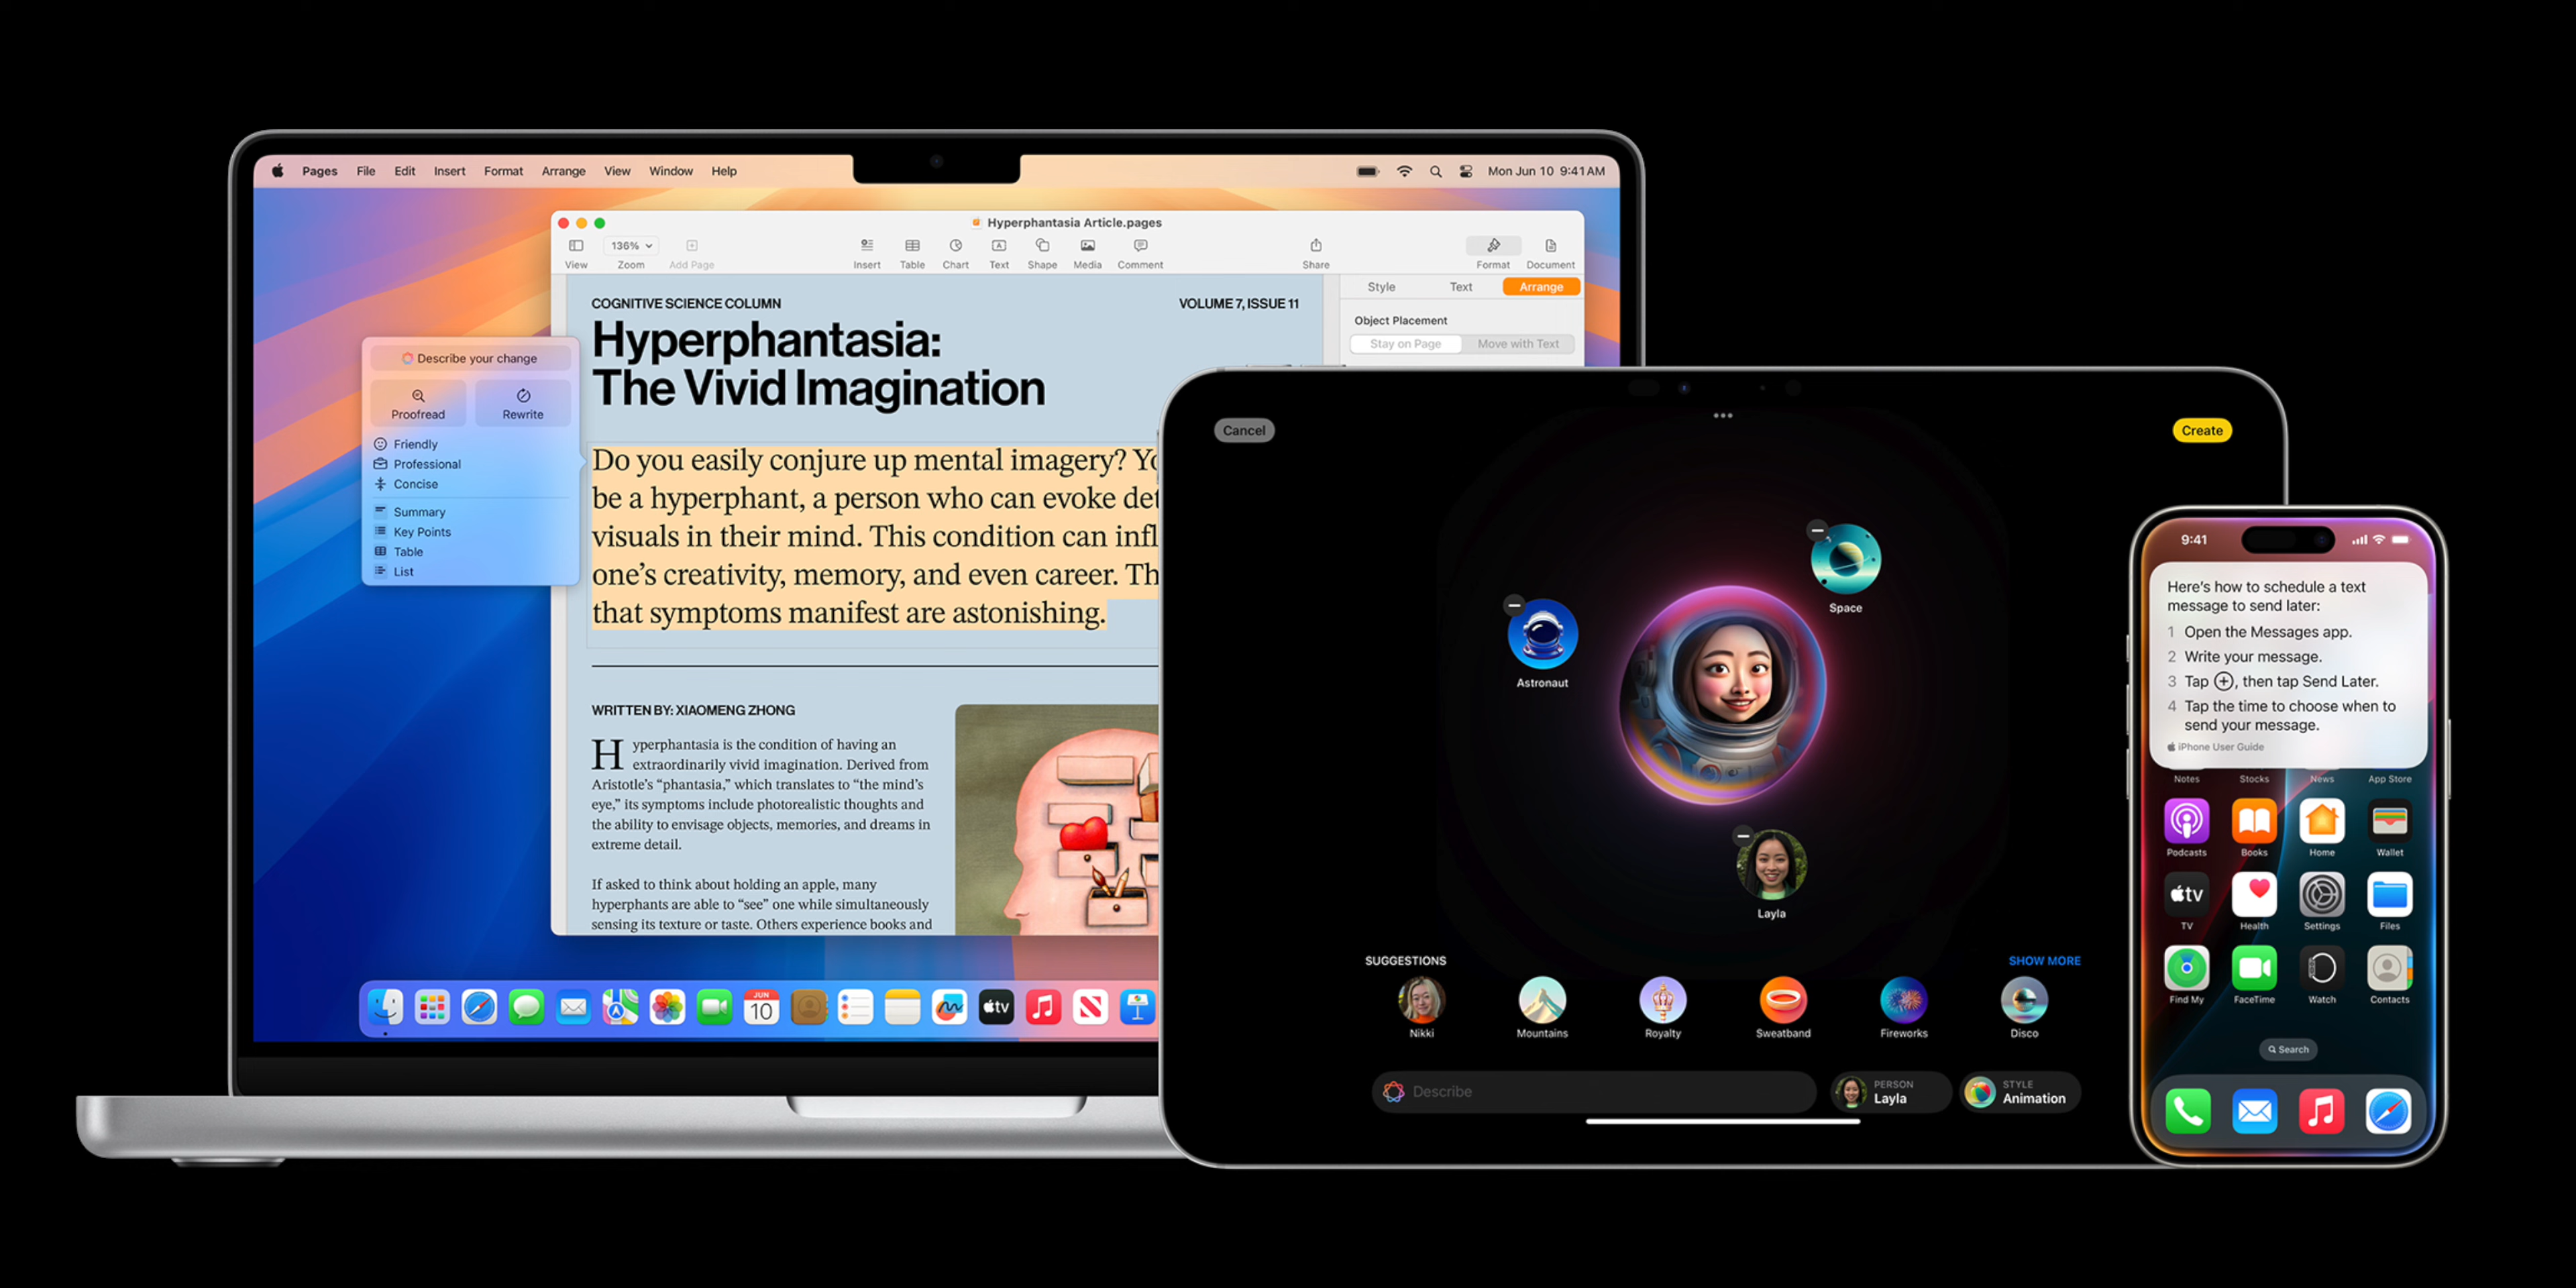 Pages File Edit Insert Format Arrange View Window Help
Mon Jun 10 9:41 AM
Hyperphantasia Article.pages
136%
View Zoom Add Page Insert Table Chart Text Shape Media Comment Share Format Document
Style Text Arrange
Object Placement
Stay on Page Move with Text
Describe your change
Proofread Rewrite
Friendly
Professional
Concise
Summary
Key Points
Table
List
COGNITIVE SCIENCE COLUMN VOLUME 7, ISSUE 11
Hyperphantasia:
The Vivid Imagination
Do you easily conjure up mental imagery?
be a hyperphant, a person who can evoke
visuals in their mind. This condition can
one’s creativity, memory, and even career.
that symptoms manifest are astonishing.
WRITTEN BY: XIAOMENG ZHONG
Hyperphantasia is the condition of having an
extraordinarily vivid imagination. Derived from
Aristotle’s “phantasia,” which translates to “the mind’s
eye,” its symptoms include photorealistic thoughts and
the ability to envisage objects, memories, and dreams in
extreme detail.
If asked to think about holding an apple, many
hyperphants are able to “see” one while simultaneously
sensing its texture or taste. Others experience books and
JUN
10
tv
Cancel
Create
Space
Astronaut
Layla
SUGGESTIONS SHOW MORE
Nikki Mountains Royalty Sweatband Fireworks Disco
Describe
PERSON
Layla
STYLE
Animation
9:41
Here’s how to schedule a text
message to send later:
1 Open the Messages app.
2 Write your message.
3 Tap ⊕, then tap Send Later.
4 Tap the time to choose when to
send your message.
iPhone User Guide
Notes Stocks News App Store
Podcasts Books Home Wallet
tv
TV Health Settings Files
Find My FaceTime Watch Contacts
Search